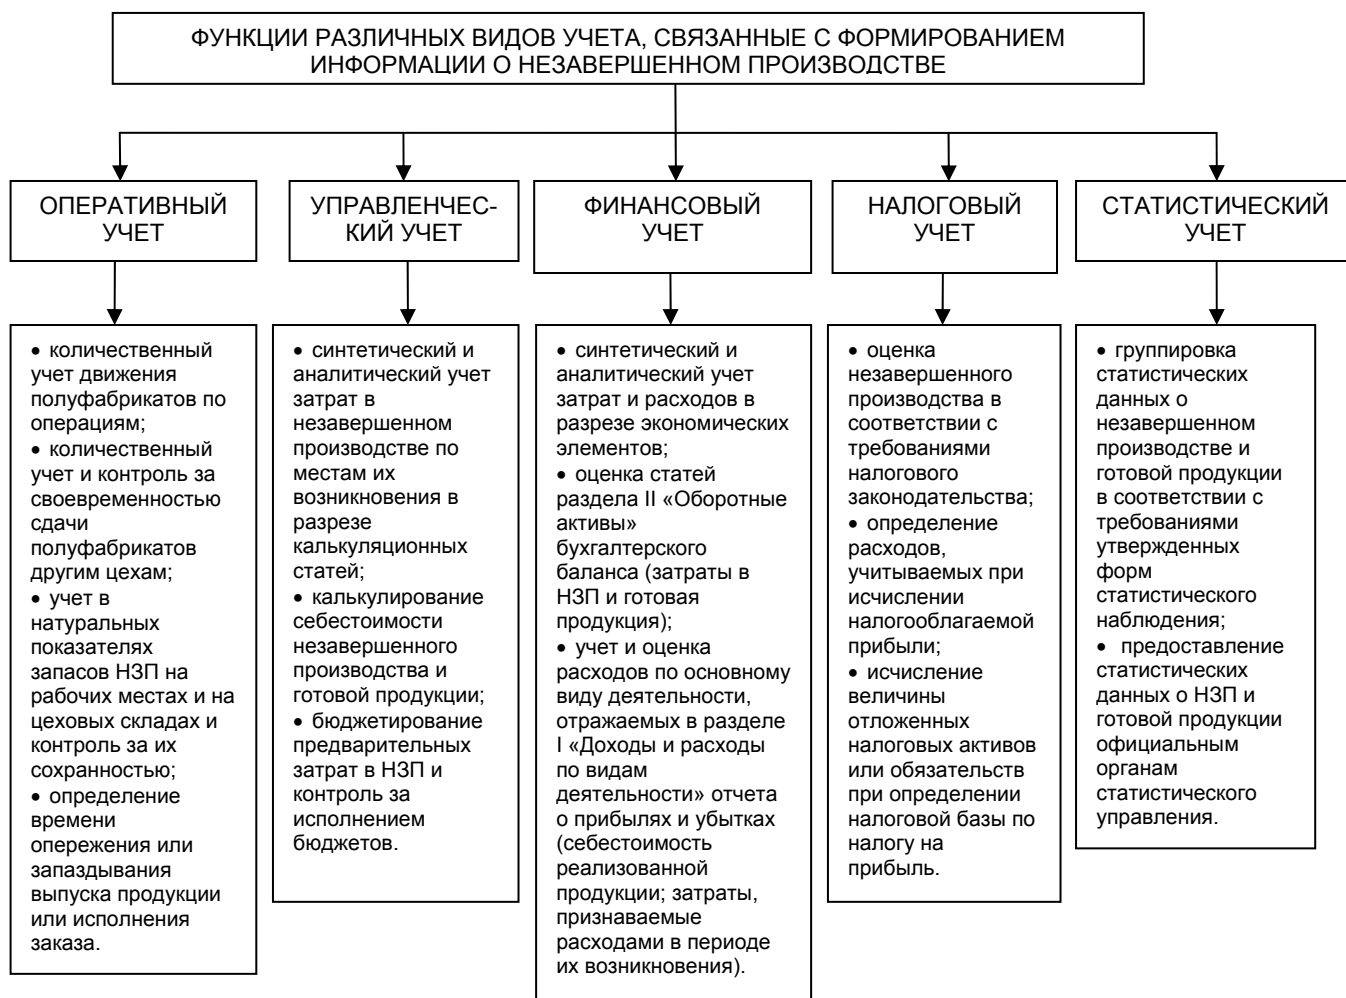 ФУНКЦИИ РАЗЛИЧНЫХ ВИДОВ УЧЕТА, СВЯЗАННЫЕ С ФОРМИРОВАНИЕМ
ИНФОРМАЦИИ О НЕЗАВЕРШЕННОМ ПРОИЗВОДСТВЕ
ОПЕРАТИВНЫЙ
УЧЕТ
УПРАВЛЕНЧЕС-
КИЙ УЧЕТ
ФИНАНСОВЫЙ
УЧЕТ
НАЛОГОВЫЙ
УЧЕТ
СТАТИСТИЧЕСКИЙ
УЧЕТ
• количественный
учет движения
полуфабрикатов по
операциям;
• количественный
учет и контроль за
своевременностью
сдачи
полуфабрикатов
другим цехам;
• учет в
натуральных
показателях
запасов НЗП на
рабочих местах и на
цеховых складах и
контроль за их
сохранностью;
• определение
времени
опережения или
запаздывания
выпуска продукции
или исполнения
заказа.
• синтетический и
аналитический учет
затрат в
незавершенном
производстве по
местам их
возникновения в
разрезе
калькуляционных
статей;
• калькулирование
себестоимости
незавершенного
производства и
готовой продукции;
• бюджетирование
предварительных
затрат в НЗП и
контроль за
исполнением
бюджетов.
• синтетический и
аналитический учет
затрат и расходов в
разрезе экономических
элементов;
• оценка статей
раздела II «Оборотные
активы»
бухгалтерского
баланса (затраты в
НЗП и готовая
продукция);
• учет и оценка
расходов по основному
виду деятельности,
отражаемых в разделе
I «Доходы и расходы
по видам
деятельности» отчета
о прибылях и убытках
(себестоимость
реализованной
продукции; затраты,
признаваемые
расходами в периоде
их возникновения).
• оценка
незавершенного
производства в
соответствии с
требованиями
налогового
законодательства;
• определение
расходов,
учитываемых при
исчислении
налогооблагаемой
прибыли;
• исчисление
величины
отложенных
налоговых активов
или обязательств
при определении
налоговой базы по
налогу на
прибыль.
• группировка
статистических
данных о
незавершенном
производстве и
готовой продукции
в соответствии с
требованиями
утвержденных
форм
статистического
наблюдения;
• предоставление
статистических
данных о НЗП и
готовой продукции
официальным
органам
статистического
управления.